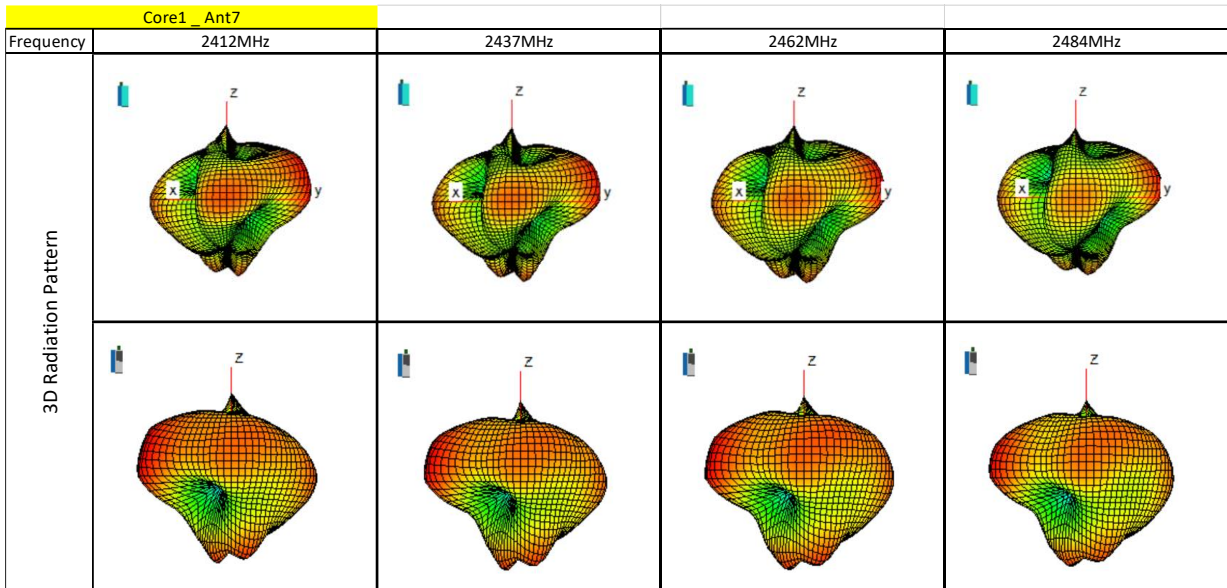 Core1 _ Ant7
Frequency 2412MHz 2437MHz 2462MHz 2484MHz
3D Radiation Pattern
z z z z
x y x y x y x y
z z z z